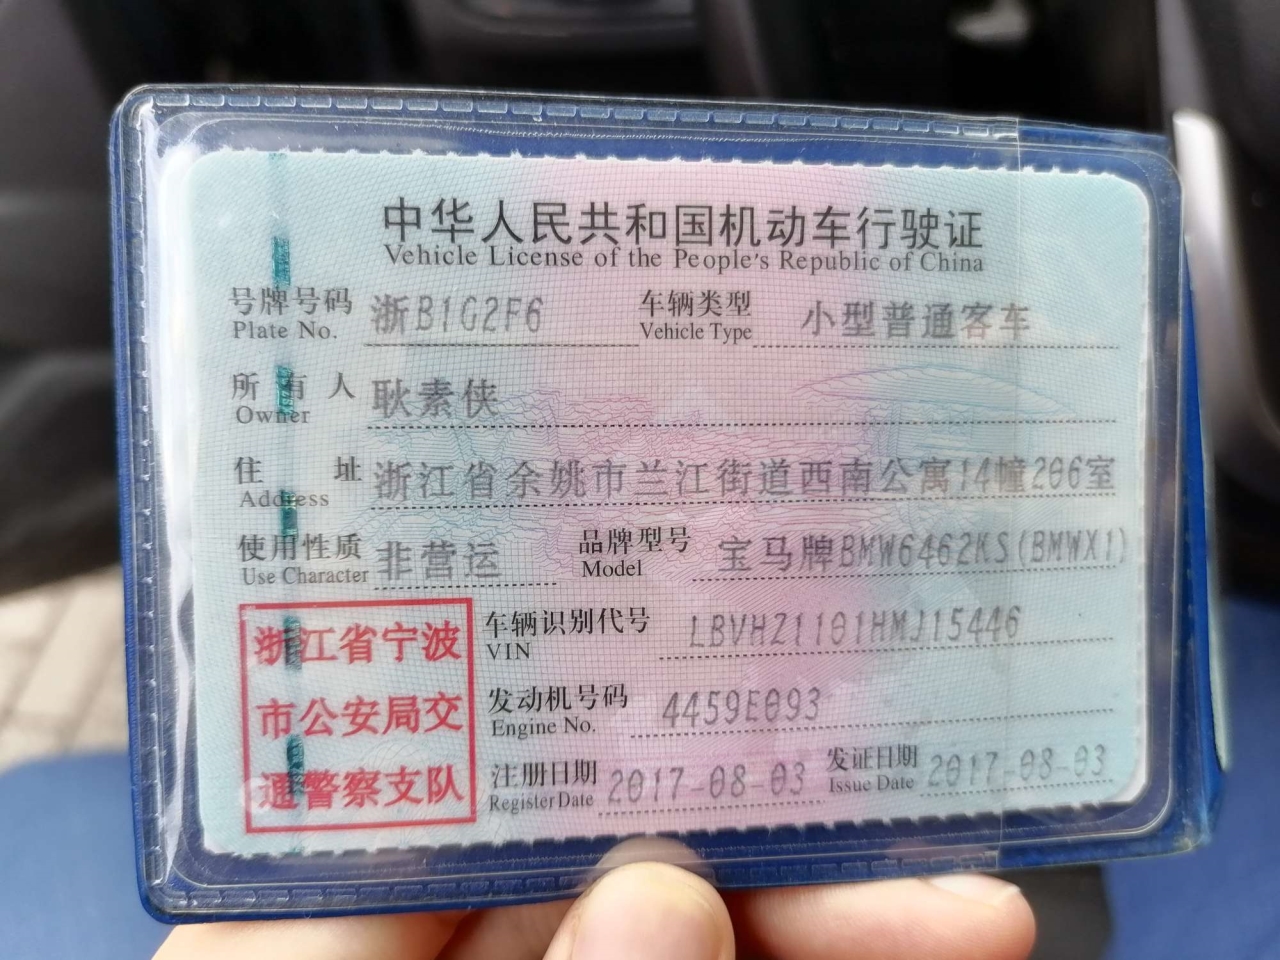 中华人民共和国机动车行驶证
Vehicle License of the People's Republic of China
号牌号码 浙B1G2F6 车辆类型 小型普通客车
Plate No. Vehicle Type
所有人 耿素侠
Owner
住址 浙江省余姚市兰江街道西南公寓14幢206室
Address
使用性质 非营运 品牌型号 宝马牌BMW6462KS(BMWX1)
Use Character Model
浙江省宁波
市公安局交
通警察支队
车辆识别代号 LBVHZ1101HMJ15446
VIN
发动机号码 4459E093
Engine No.
注册日期 2017-08-03 发证日期 2017-08-03
Register Date Issue Date